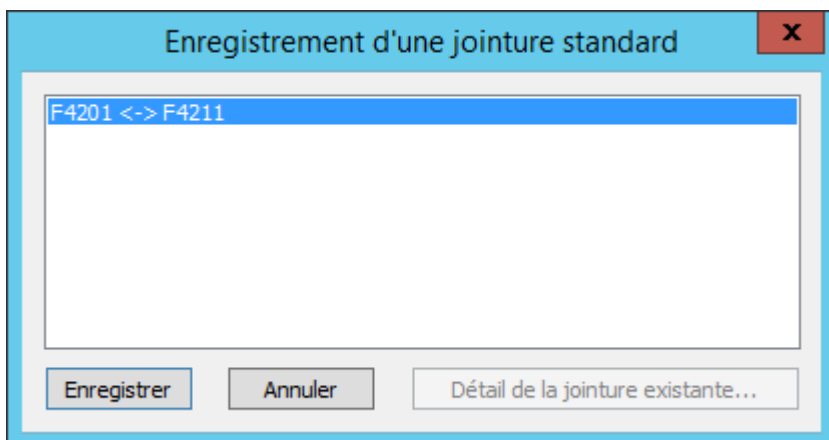 Enregistrement d'une jointure standard
x
F4201 <-> F4211
Enregistrer
Annuler
Détail de la jointure existante...